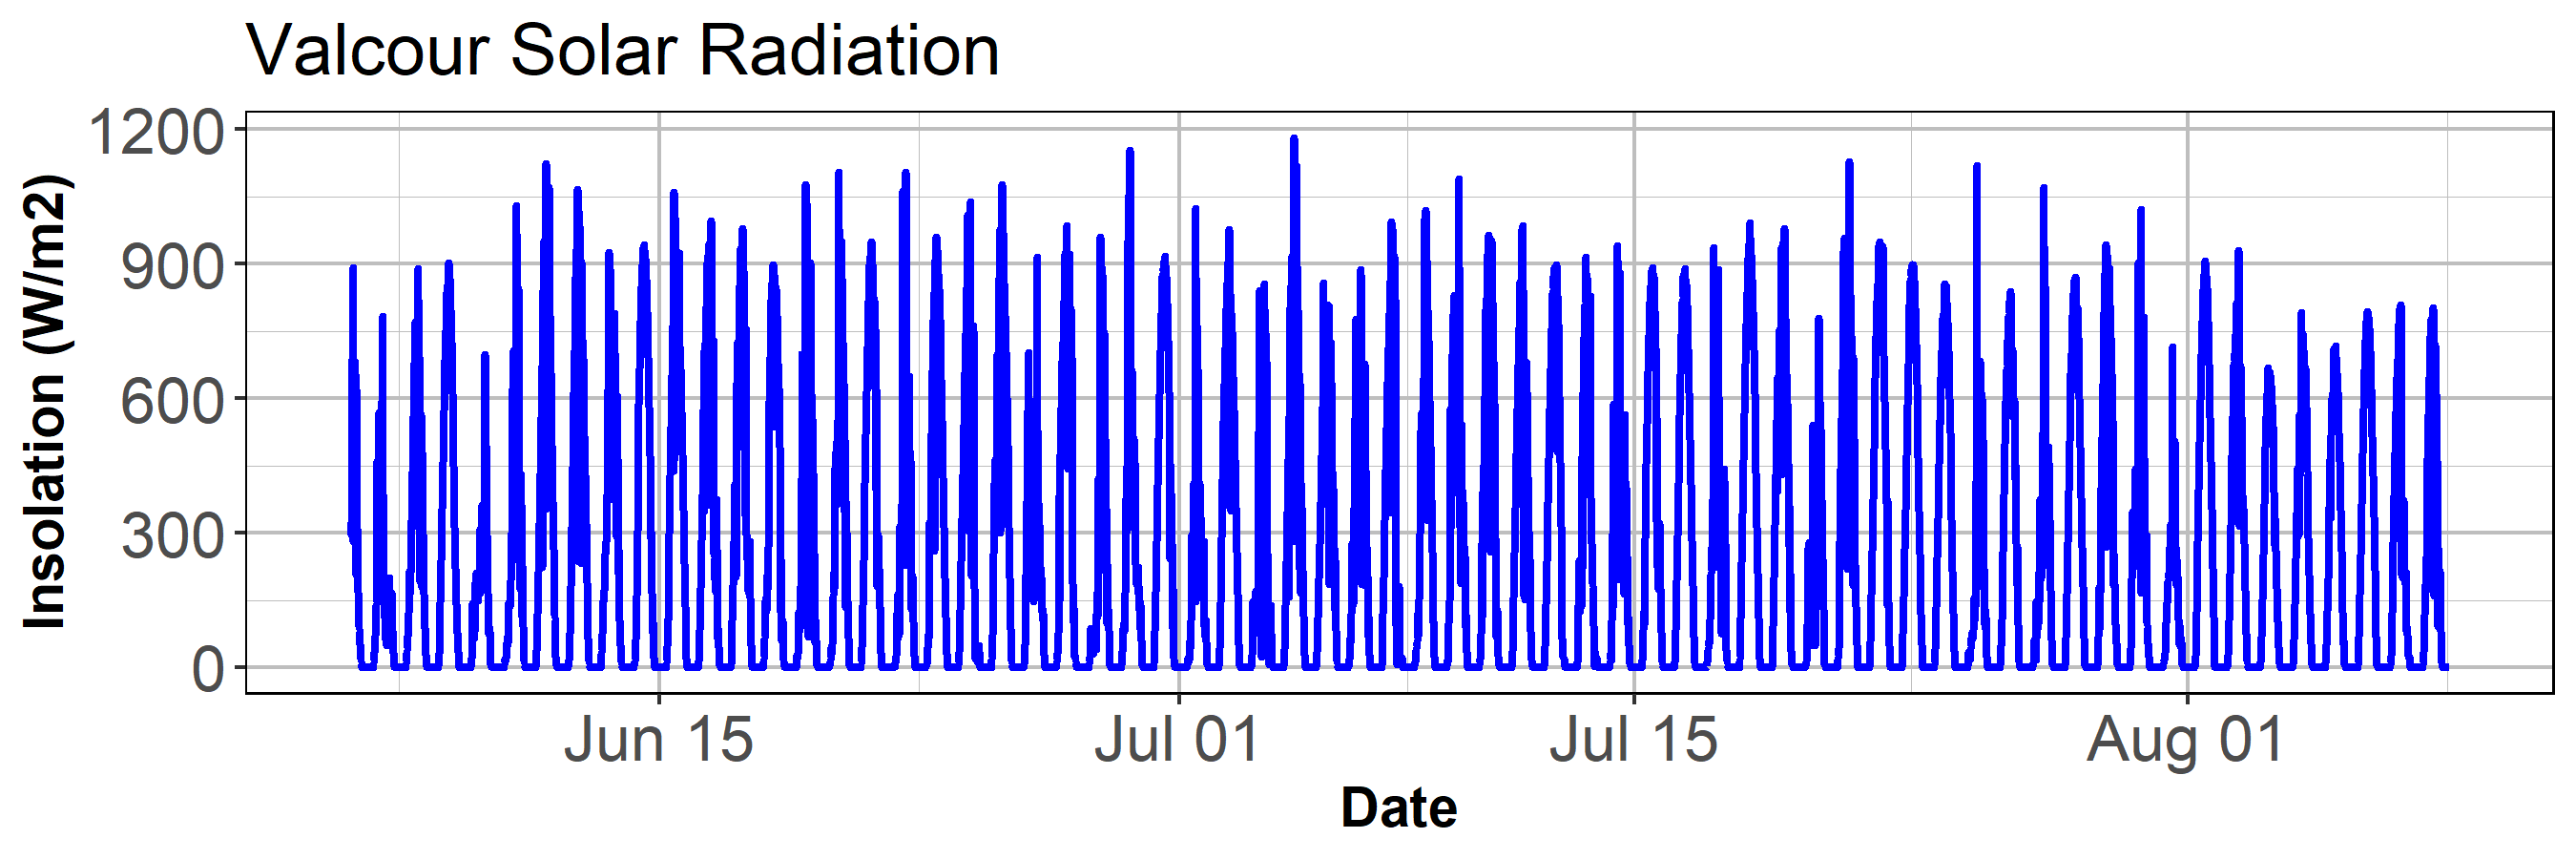 Valcour Solar Radiation
1200
900
600
300
0
Insolation (W/m2)
Jun 15 Jul 01 Jul 15 Aug 01
Date